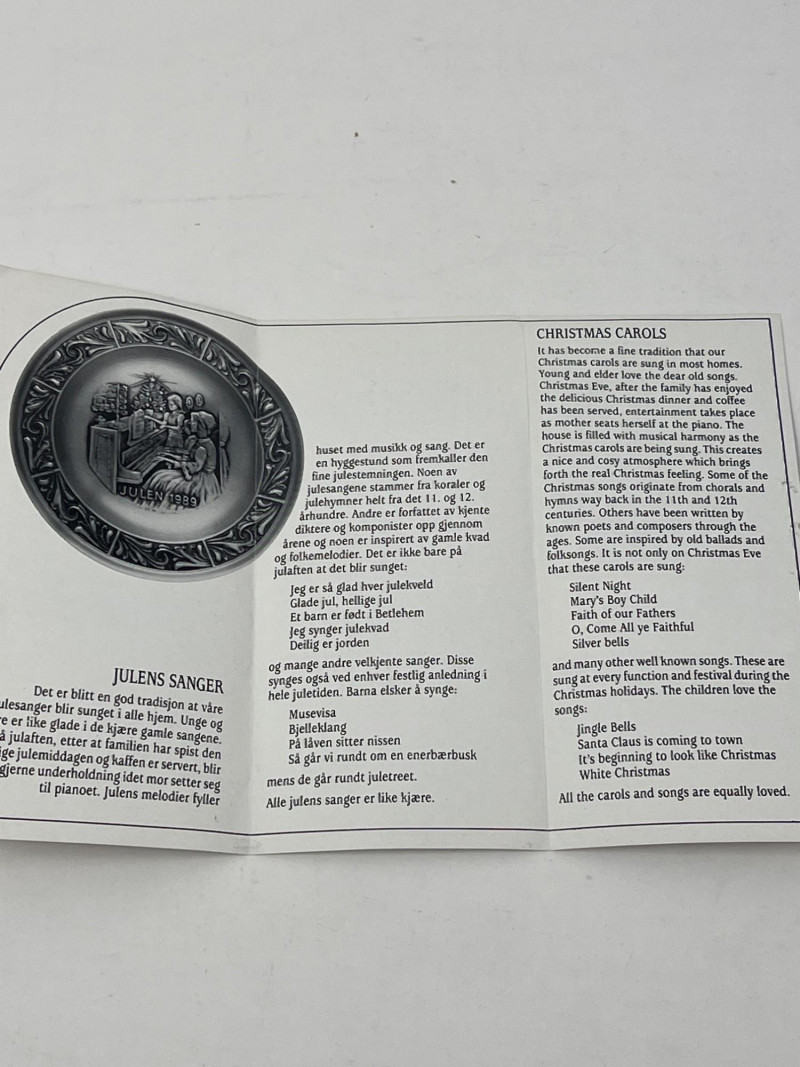 JULEN 1989
JULENS SANGER
Det er blitt en god tradisjon at våre
blir sunget i alle hjem. Unge og
er like glade i de kjære gamle sangene.
julaften, etter at familien har spist den
julemiddagen og kaffen er servert, blir
gjerne underholdning idet mor setter seg
til pianoet. Julens melodier fyller
huset med musikk og sang. Det er
en hyggestund som fremkaller den
fine julestemningen. Noen av
julesangene stammer fra koraler og
julehymner helt fra det 11. og 12.
århundre. Andre er forfattet av kjente
diktere og komponister opp gjennom
årene og noen er inspirert av gamle kvad
og folkemelodier. Det er ikke bare på
julaften at det blir sunget:
Jeg er så glad hver julekveld
Glade jul, hellige jul
Et barn er født i Betlehem
Jeg synger julekvad
Deilig er jorden
og mange andre velkjente sanger. Disse
synges også ved enhver festlig anledning i
hele juletiden. Barna elsker å synge:
Musevisa
Bjelleklang
På låven sitter nissen
Så går vi rundt om en enerbærbusk
mens de går rundt juletreet.
Alle julens sanger er like kjære.
CHRISTMAS CAROLS
It has become a fine tradition that our
Christmas carols are sung in most homes.
Young and elder love the dear old songs.
Christmas Eve, after the family has enjoyed
the delicious Christmas dinner and coffee
has been served, entertainment takes place
as mother seats herself at the piano. The
house is filled with musical harmony as the
Christmas carols are being sung. This creates
a nice and cosy atmosphere which brings
forth the real Christmas feeling. Some of the
Christmas songs originate from chorals and
hymns way back in the 11th and 12th
centuries. Others have been written by
known poets and composers through the
ages. Some are inspired by old ballads and
folksongs. It is not only on Christmas Eve
that these carols are sung:
Silent Night
Mary's Boy Child
Faith of our Fathers
O, Come All ye Faithful
Silver bells
and many other well known songs. These are
sung at every function and festival during the
Christmas holidays. The children love the
songs:
Jingle Bells
Santa Claus is coming to town
It's beginning to look like Christmas
White Christmas
All the carols and songs are equally loved.